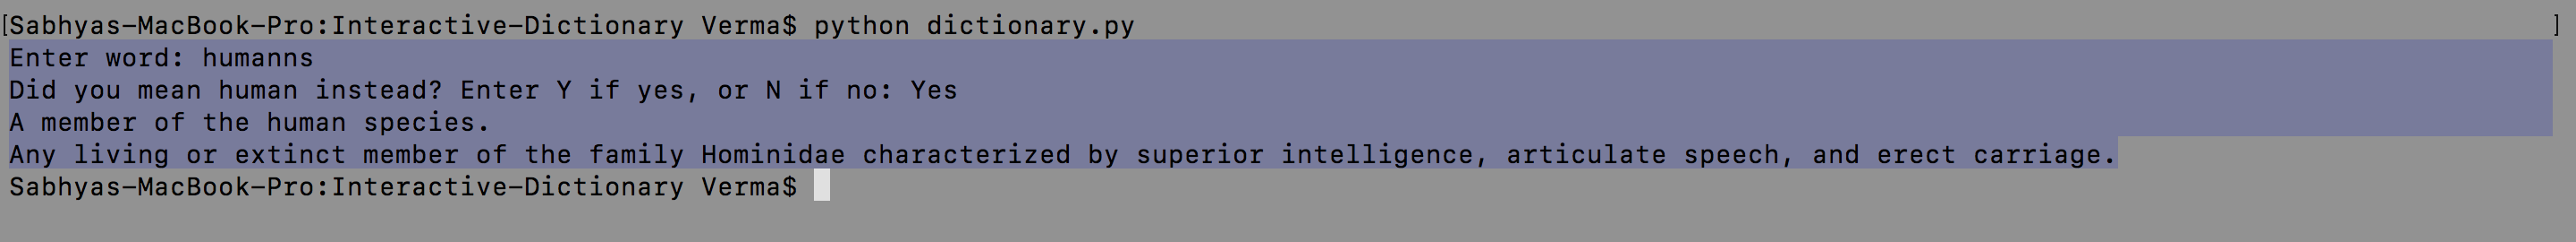 [Sabhyas-MacBook-Pro:Interactive-Dictionary Verma$ python dictionary.py ]
Enter word: humanns
Did you mean human instead? Enter Y if yes, or N if no: Yes
A member of the human species.
Any living or extinct member of the family Hominidae characterized by superior intelligence, articulate speech, and erect carriage.
Sabhyas-MacBook-Pro:Interactive-Dictionary Verma$